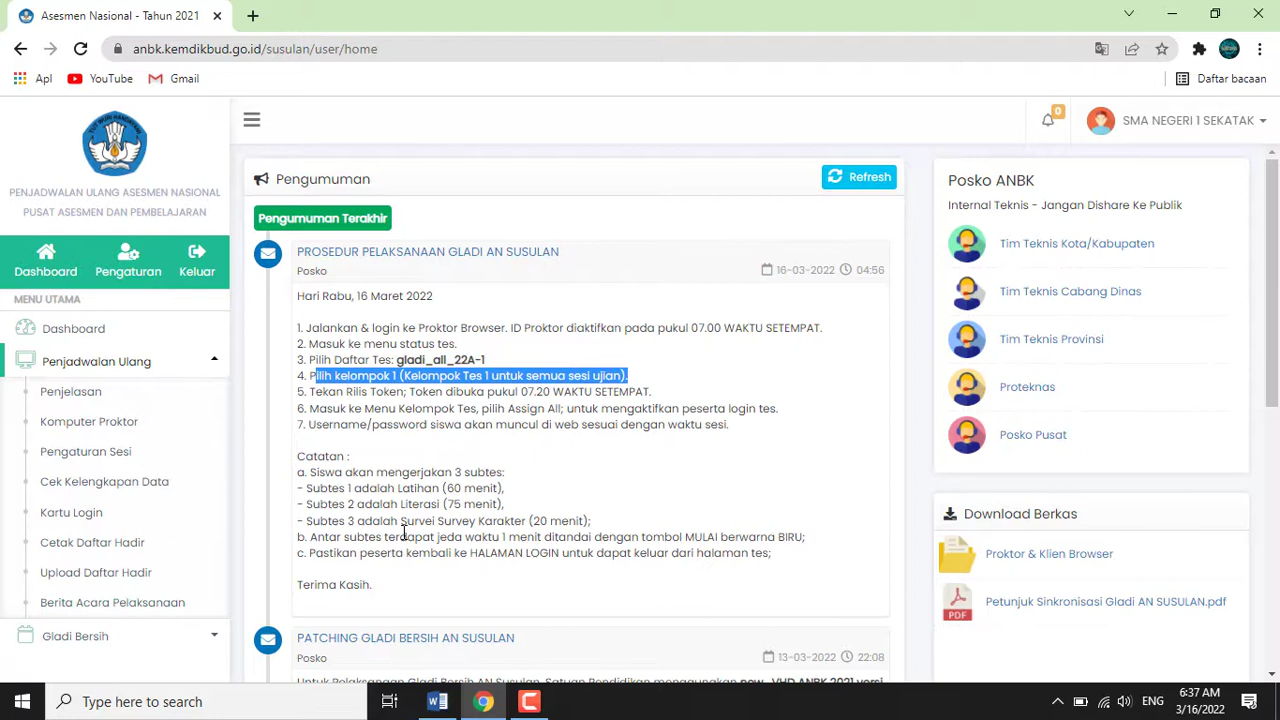 Asesmen Nasional - Tahun 2021
anbk.kemdikbud.go.id/susulan/user/home
Apl
YouTube
Gmail
Daftar bacaan
PENJADWALAN ULANG ASESMEN NASIONAL
PUSAT ASESMEN DAN PEMBELAJARAN
Dashboard
Pengaturan
Keluar
MENU UTAMA
Dashboard
Penjadwalan Ulang
Penjelasan
Komputer Proktor
Pengaturan Sesi
Cek Kelengkapan Data
Kartu Login
Cetak Daftar Hadir
Upload Daftar Hadir
Berita Acara Pelaksanaan
Gladi Bersih
0
SMA NEGERI 1 SEKATAK
Pengumuman
Refresh
Pengumuman Terakhir
PROSEDUR PELAKSANAAN GLADI AN SUSULAN
Posko
16-03-2022 04:56
Hari Rabu, 16 Maret 2022
1. Jalankan & login ke Proktor Browser. ID Proktor diaktifkan pada pukul 07.00 WAKTU SETEMPAT.
2. Masuk ke menu status tes.
3. Pilih Daftar Tes: gladi_all_22A-1
4. Pilih kelompok 1 (Kelompok Tes 1 untuk semua sesi ujian).
5. Tekan Rilis Token; Token dibuka pukul 07.20 WAKTU SETEMPAT.
6. Masuk ke Menu Kelompok Tes, pilih Assign All; untuk mengaktifkan peserta login tes.
7. Username/password siswa akan muncul di web sesuai dengan waktu sesi.
Catatan :
a. Siswa akan mengerjakan 3 subtes:
- Subtes 1 adalah Latihan (60 menit),
- Subtes 2 adalah Literasi (75 menit),
- Subtes 3 adalah Survei Survey Karakter (20 menit);
b. Antar subtes terdapat jeda waktu 1 menit ditandai dengan tombol MULAI berwarna BIRU;
c. Pastikan peserta kembali ke HALAMAN LOGIN untuk dapat keluar dari halaman tes;
Terima Kasih.
PATCHING GLADI BERSIH AN SUSULAN
Posko
13-03-2022 22:08
Untuk Pelaksanaan Gladi Bersih AN Susulan, Satuan Pendidikan menggunakan new_VHD ANBK 2021 versi
Posko ANBK
Internal Teknis - Jangan Dishare Ke Publik
Tim Teknis Kota/Kabupaten
Tim Teknis Cabang Dinas
Tim Teknis Provinsi
Proteknas
Posko Pusat
Download Berkas
Proktor & Klien Browser
PDF
Petunjuk Sinkronisasi Gladi AN SUSULAN.pdf
Type here to search
ENG
6:37 AM
3/16/2022